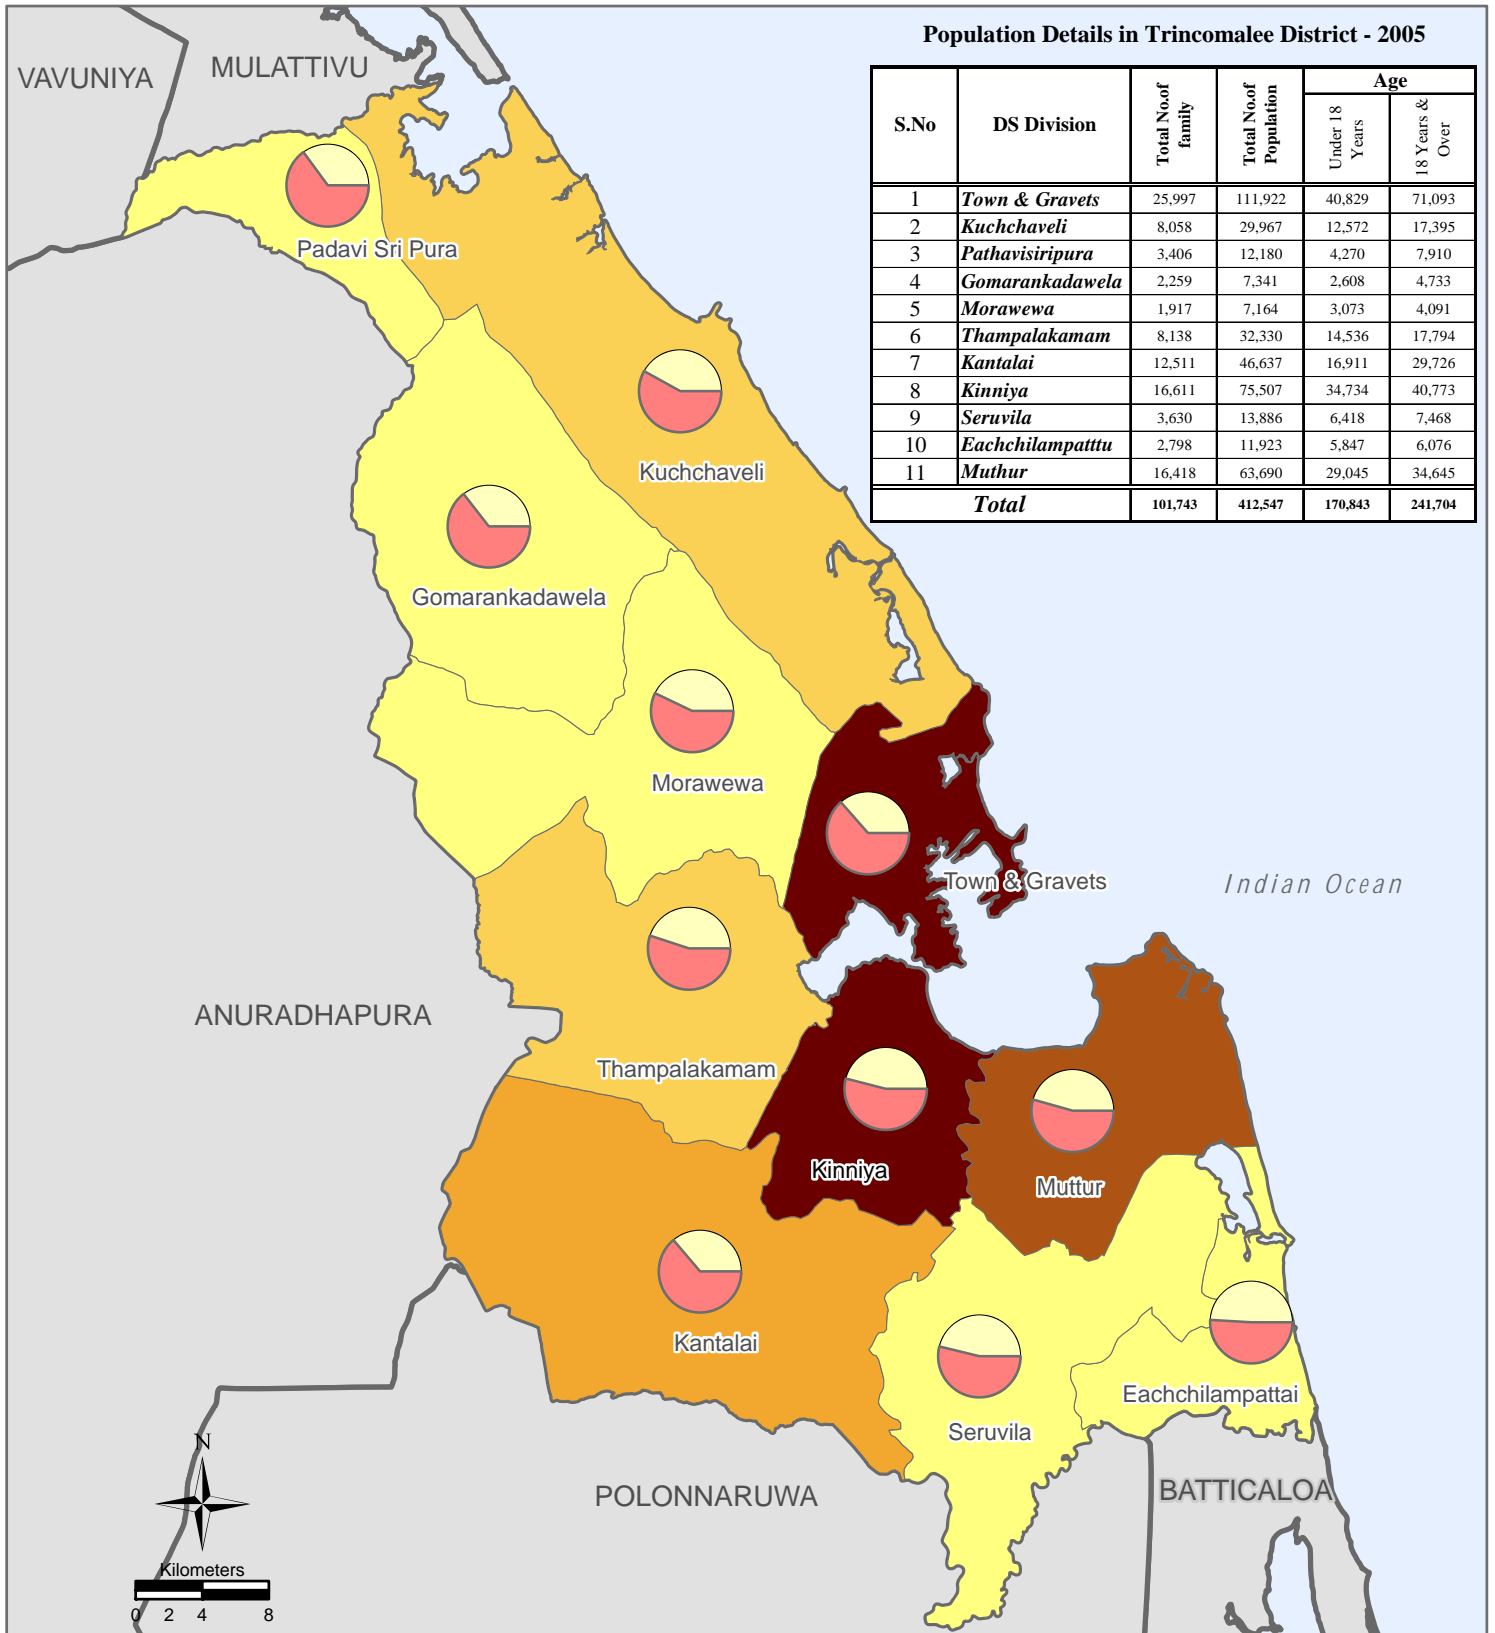 Population Details in Trincomalee District - 2005
S.No DS Division Total No.of family Total No.of Population Age
Under 18 Years 18 Years & Over
1 Town & Gravets 25,997 111,922 40,829 71,093
2 Kuchchaveli 8,058 29,967 12,572 17,395
3 Pathavisiripura 3,406 12,180 4,270 7,910
4 Gomarankadawela 2,259 7,341 2,608 4,733
5 Morawewa 1,917 7,164 3,073 4,091
6 Thampalakamam 8,138 32,330 14,536 17,794
7 Kantalai 12,511 46,637 16,911 29,726
8 Kinniya 16,611 75,507 34,734 40,773
9 Seruvila 3,630 13,886 6,418 7,468
10 Eachchilampatttu 2,798 11,923 5,847 6,076
11 Muthur 16,418 63,690 29,045 34,645
Total 101,743 412,547 170,843 241,704
VAVUNIYA
MULATTIVU
Padavi Sri Pura
Kuchchaveli
Gomarankadawela
Morawewa
Town & Gravets
Indian Ocean
ANURADHAPURA
Thampalakamam
Kinniya
Muttur
Kantalai
Eachchilampattai
Seruvila
POLONNARUWA
BATTICALOA
N
Kilometers
0 2 4 8